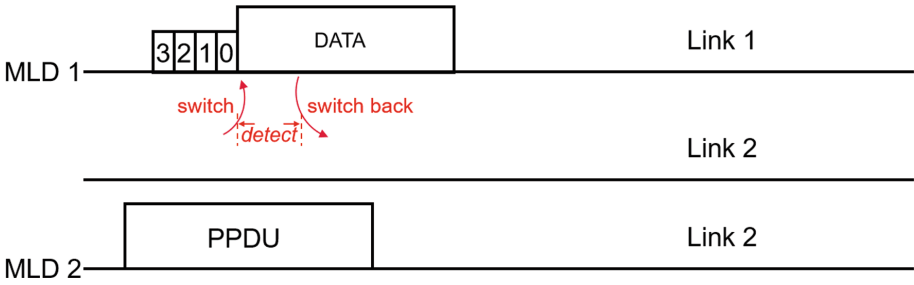 3 2 1 0 DATA Link 1
MLD 1
switch switch back
detect
Link 2
PPDU Link 2
MLD 2